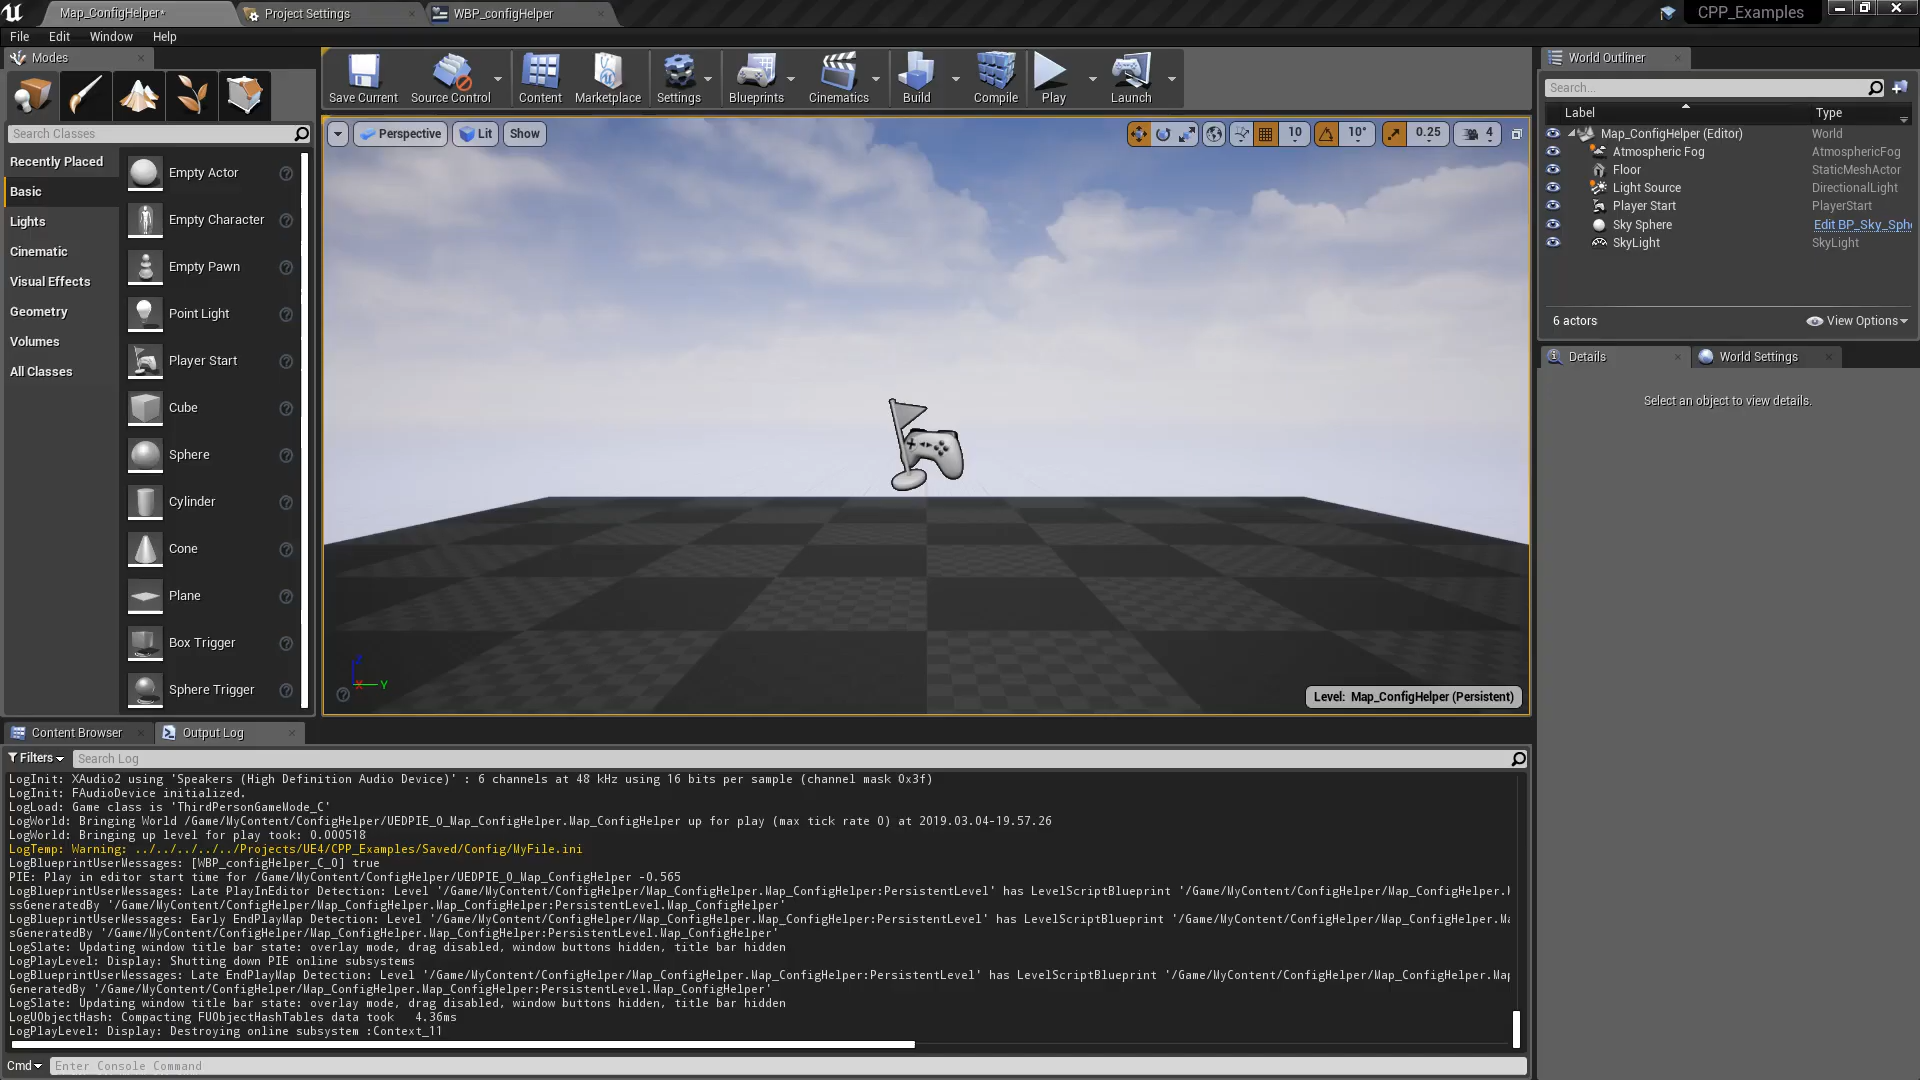 Map_ConfigHelper*
Project Settings
WBP_configHelper
CPP_Examples
File
Edit
Window
Help
Modes
Save Current
Source Control
Content
Marketplace
Settings
Blueprints
Cinematics
Build
Compile
Play
Launch
World Outliner
Search...
Label
Type
Map_ConfigHelper (Editor)
World
Atmospheric Fog
AtmosphericFog
Floor
StaticMeshActor
Light Source
DirectionalLight
Player Start
PlayerStart
Sky Sphere
Edit BP_Sky_Sph
SkyLight
SkyLight
6 actors
View Options
Details
World Settings
Select an object to view details.
Search Classes
Recently Placed
Basic
Lights
Cinematic
Visual Effects
Geometry
Volumes
All Classes
Empty Actor
Empty Character
Empty Pawn
Point Light
Player Start
Cube
Sphere
Cylinder
Cone
Plane
Box Trigger
Sphere Trigger
Perspective
Lit
Show
10
10°
0.25
4
Z
X
Y
Level: Map_ConfigHelper (Persistent)
Content Browser
Output Log
Filters
Search Log
LogInit: XAudio2 using 'Speakers (High Definition Audio Device)' : 6 channels at 48 kHz using 16 bits per sample (channel mask 0x3f)
LogInit: FAudioDevice initialized.
LogLoad: Game class is 'ThirdPersonGameMode_C'
LogWorld: Bringing World /Game/MyContent/ConfigHelper/UEDPIE_0_Map_ConfigHelper.Map_ConfigHelper up for play (max tick rate 0) at 2019.03.04-19.57.26
LogWorld: Bringing up level for play took: 0.000518
LogTemp: Warning: ../../../../../Projects/UE4/CPP_Examples/Saved/Config/MyFile.ini
LogBlueprintUserMessages: [WBP_configHelper_C_0] true
PIE: Play in editor start time for /Game/MyContent/ConfigHelper/UEDPIE_0_Map_ConfigHelper -0.565
LogBlueprintUserMessages: Late PlayInEditor Detection: Level '/Game/MyContent/ConfigHelper/Map_ConfigHelper.Map_ConfigHelper:PersistentLevel' has LevelScriptBlueprint '/Game/MyContent/ConfigHelper/Map_ConfigHelper.
ssGeneratedBy '/Game/MyContent/ConfigHelper/Map_ConfigHelper.Map_ConfigHelper:PersistentLevel.Map_ConfigHelper'
LogBlueprintUserMessages: Early EndPlayMap Detection: Level '/Game/MyContent/ConfigHelper/Map_ConfigHelper.Map_ConfigHelper:PersistentLevel' has LevelScriptBlueprint '/Game/MyContent/ConfigHelper/Map_ConfigHelper.Ma
sGeneratedBy '/Game/MyContent/ConfigHelper/Map_ConfigHelper.Map_ConfigHelper:PersistentLevel.Map_ConfigHelper'
LogSlate: Updating window title bar state: overlay mode, drag disabled, window buttons hidden, title bar hidden
LogPlayLevel: Display: Shutting down PIE online subsystems
LogBlueprintUserMessages: Late EndPlayMap Detection: Level '/Game/MyContent/ConfigHelper/Map_ConfigHelper.Map_ConfigHelper:PersistentLevel' has LevelScriptBlueprint '/Game/MyContent/ConfigHelper/Map_ConfigHelper.Map
GeneratedBy '/Game/MyContent/ConfigHelper/Map_ConfigHelper.Map_ConfigHelper:PersistentLevel.Map_ConfigHelper'
LogSlate: Updating window title bar state: overlay mode, drag disabled, window buttons hidden, title bar hidden
LogUObjectHash: Compacting FUObjectHashTables data took   4.36ms
LogPlayLevel: Display: Destroying online subsystem :Context_11
Cmd
Enter Console Command